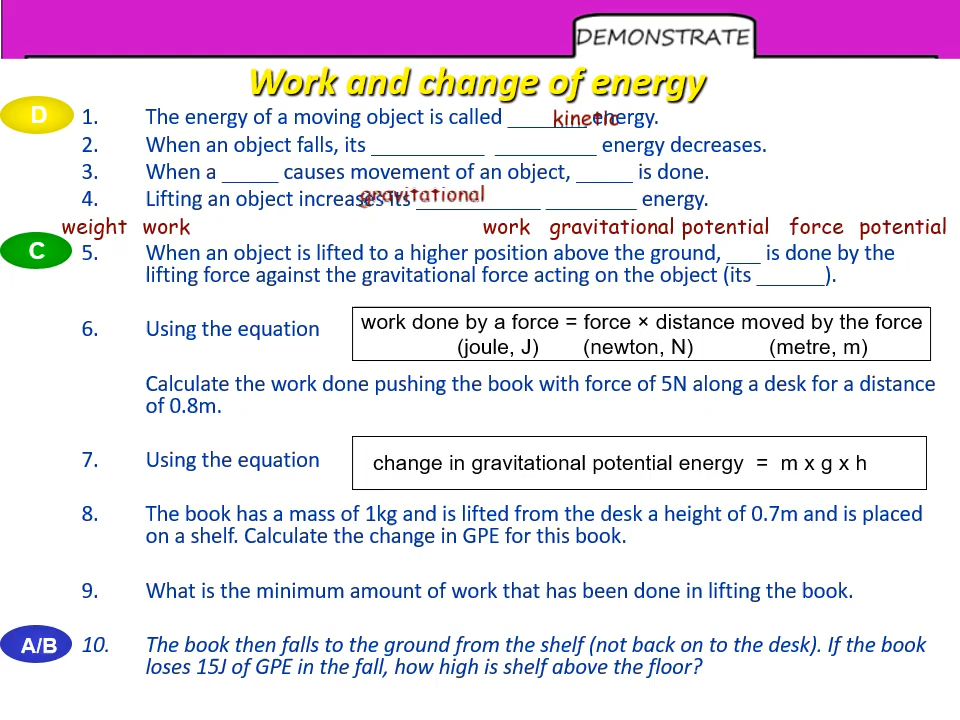 DEMONSTRATE
Work and change of energy
D
1. The energy of a moving object is called _______ energy.
kinetic
2. When an object falls, its __________ _________ energy decreases.
3. When a _____ causes movement of an object, _____ is done.
4. Lifting an object increases its ___________ ________ energy.
gravitational
weight work work gravitational potential force potential
C
5. When an object is lifted to a higher position above the ground, ___ is done by the
lifting force against the gravitational force acting on the object (its ______).
6. Using the equation
work done by a force = force × distance moved by the force
(joule, J) (newton, N) (metre, m)
Calculate the work done pushing the book with force of 5N along a desk for a distance
of 0.8m.
7. Using the equation
change in gravitational potential energy = m x g x h
8. The book has a mass of 1kg and is lifted from the desk a height of 0.7m and is placed
on a shelf. Calculate the change in GPE for this book.
9. What is the minimum amount of work that has been done in lifting the book.
A/B
10. The book then falls to the ground from the shelf (not back on to the desk). If the book
loses 15J of GPE in the fall, how high is shelf above the floor?